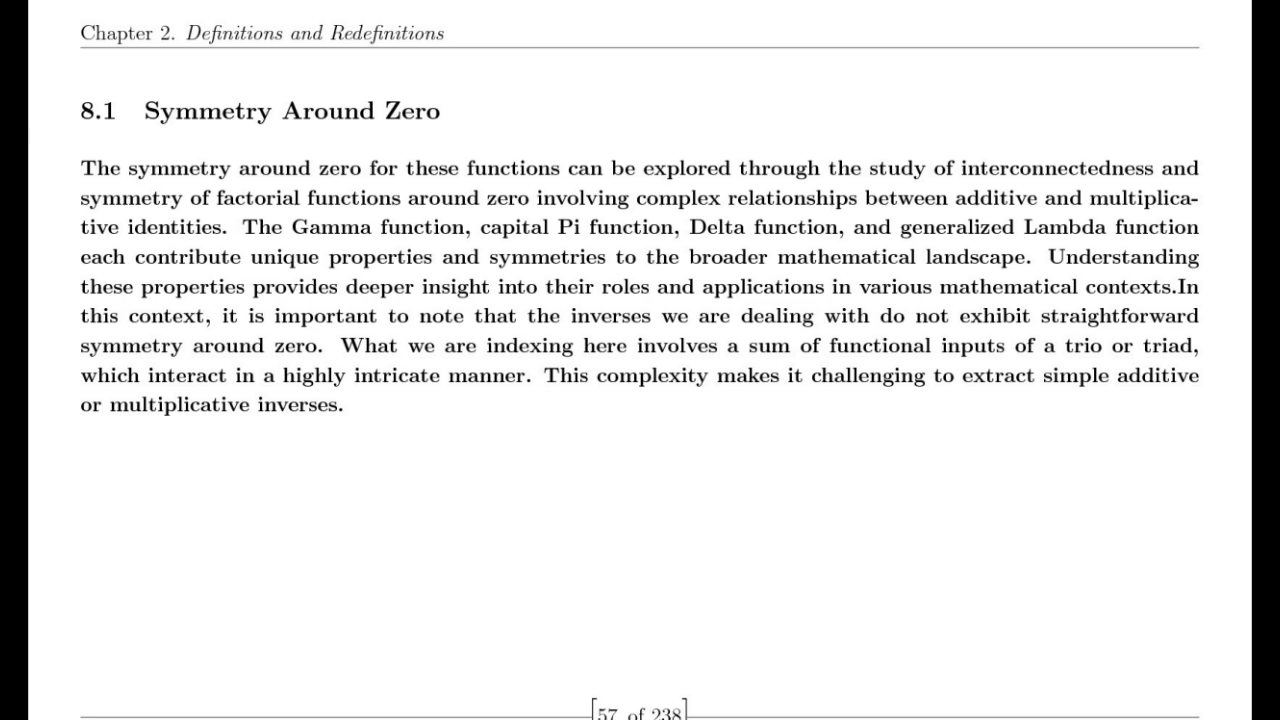 Chapter 2. Definitions and Redefinitions
8.1 Symmetry Around Zero
The symmetry around zero for these functions can be explored through the study of interconnectedness and
symmetry of factorial functions around zero involving complex relationships between additive and multiplica-
tive identities. The Gamma function, capital Pi function, Delta function, and generalized Lambda function
each contribute unique properties and symmetries to the broader mathematical landscape. Understanding
these properties provides deeper insight into their roles and applications in various mathematical contexts.In
this context, it is important to note that the inverses we are dealing with do not exhibit straightforward
symmetry around zero. What we are indexing here involves a sum of functional inputs of a trio or triad,
which interact in a highly intricate manner. This complexity makes it challenging to extract simple additive
or multiplicative inverses.
[57 of 238]